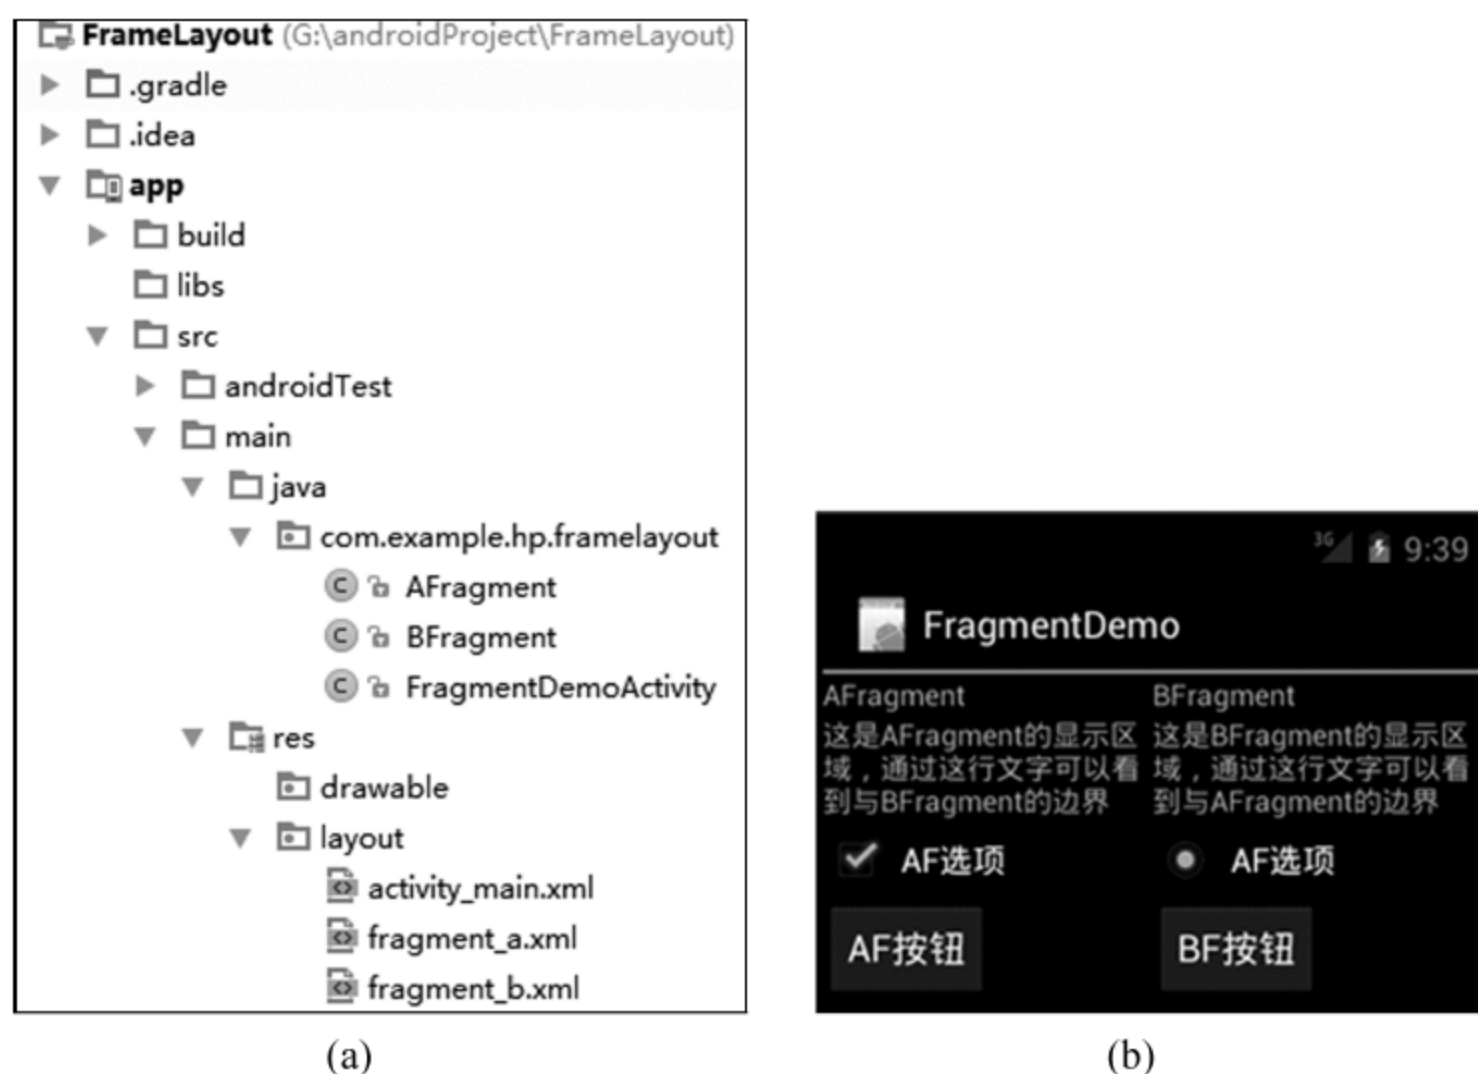 FrameLayout (G:\androidProject\FrameLayout)
.gradle
.idea
app
build
libs
src
androidTest
main
java
com.example.hp.framelayout
C AFragment
C BFragment
C FragmentDemoActivity
res
drawable
layout
activity_main.xml
fragment_a.xml
fragment_b.xml
(a)
3G 9:39
FragmentDemo
AFragment
这是AFragment的显示区
域，通过这行文字可以看
到与BFragment的边界
AF选项
AF按钮
BFragment
这是BFragment的显示区
域，通过这行文字可以看
到与AFragment的边界
AF选项
BF按钮
(b)